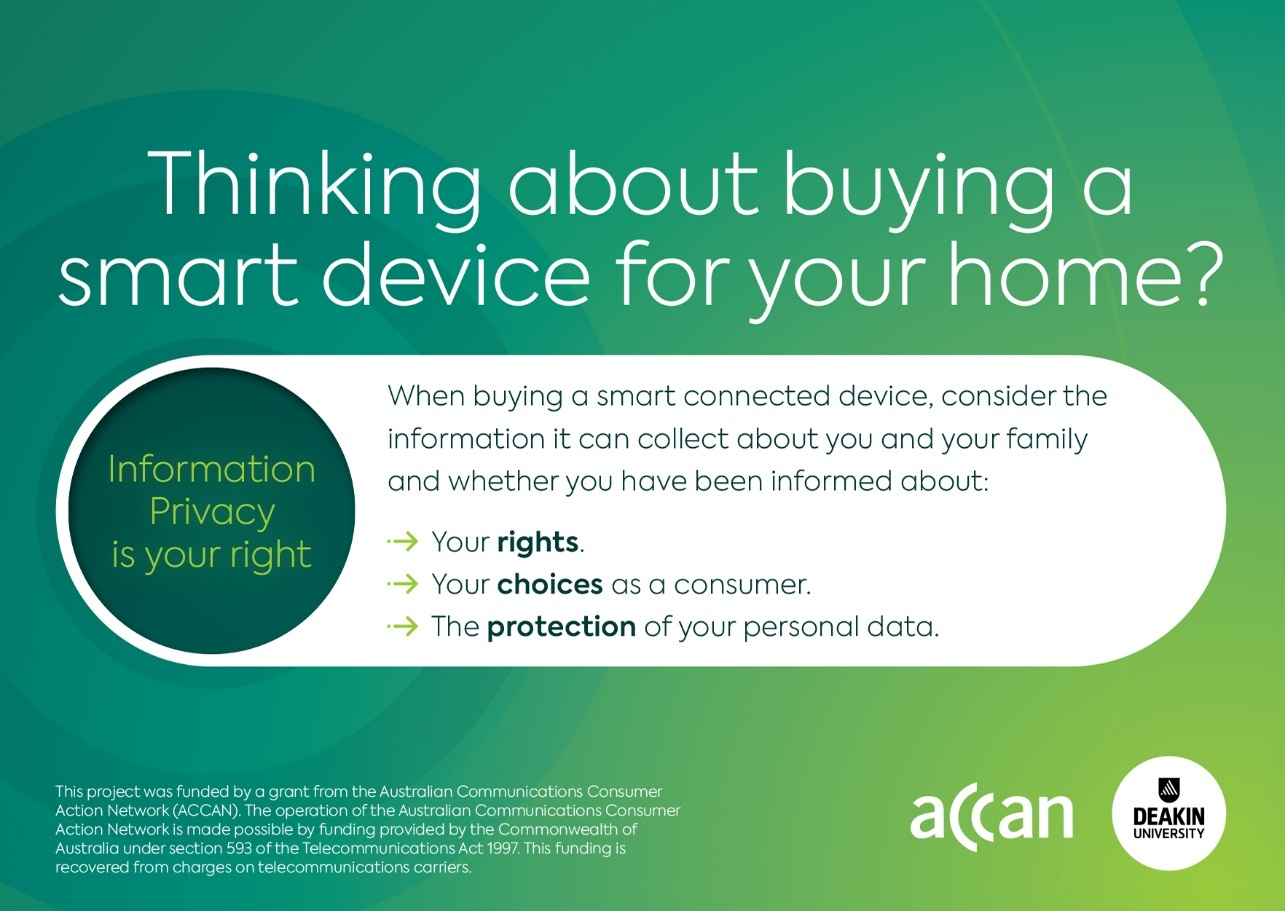 Thinking about buying a
smart device for your home?
Information
Privacy
is your right
When buying a smart connected device, consider the
information it can collect about you and your family
and whether you have been informed about:
Your rights.
Your choices as a consumer.
The protection of your personal data.
This project was funded by a grant from the Australian Communications Consumer
Action Network (ACCAN). The operation of the Australian Communications Consumer
Action Network is made possible by funding provided by the Commonwealth of
Australia under section 593 of the Telecommunications Act 1997. This funding is
recovered from charges on telecommunications carriers.
accan
DEAKIN
UNIVERSITY